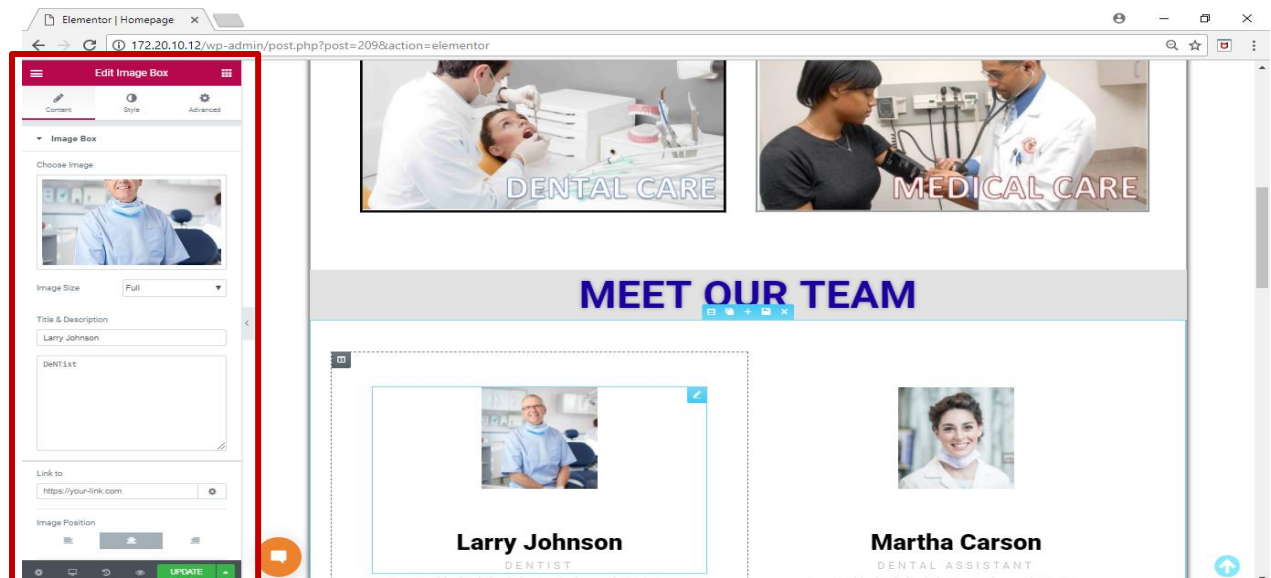 Elementor | Homepage
172.20.10.12/wp-admin/post.php?post=209&action=elementor
Edit Image Box
Content
Style
Advanced
Image Box
Choose Image
Image Size
Full
Title & Description
Larry Johnson
DeNTist
Link to
https://your-link.com
Image Position
UPDATE
DENTAL CARE
MEDICAL CARE
MEET OUR TEAM
Larry Johnson
DENTIST
Martha Carson
DENTAL ASSISTANT